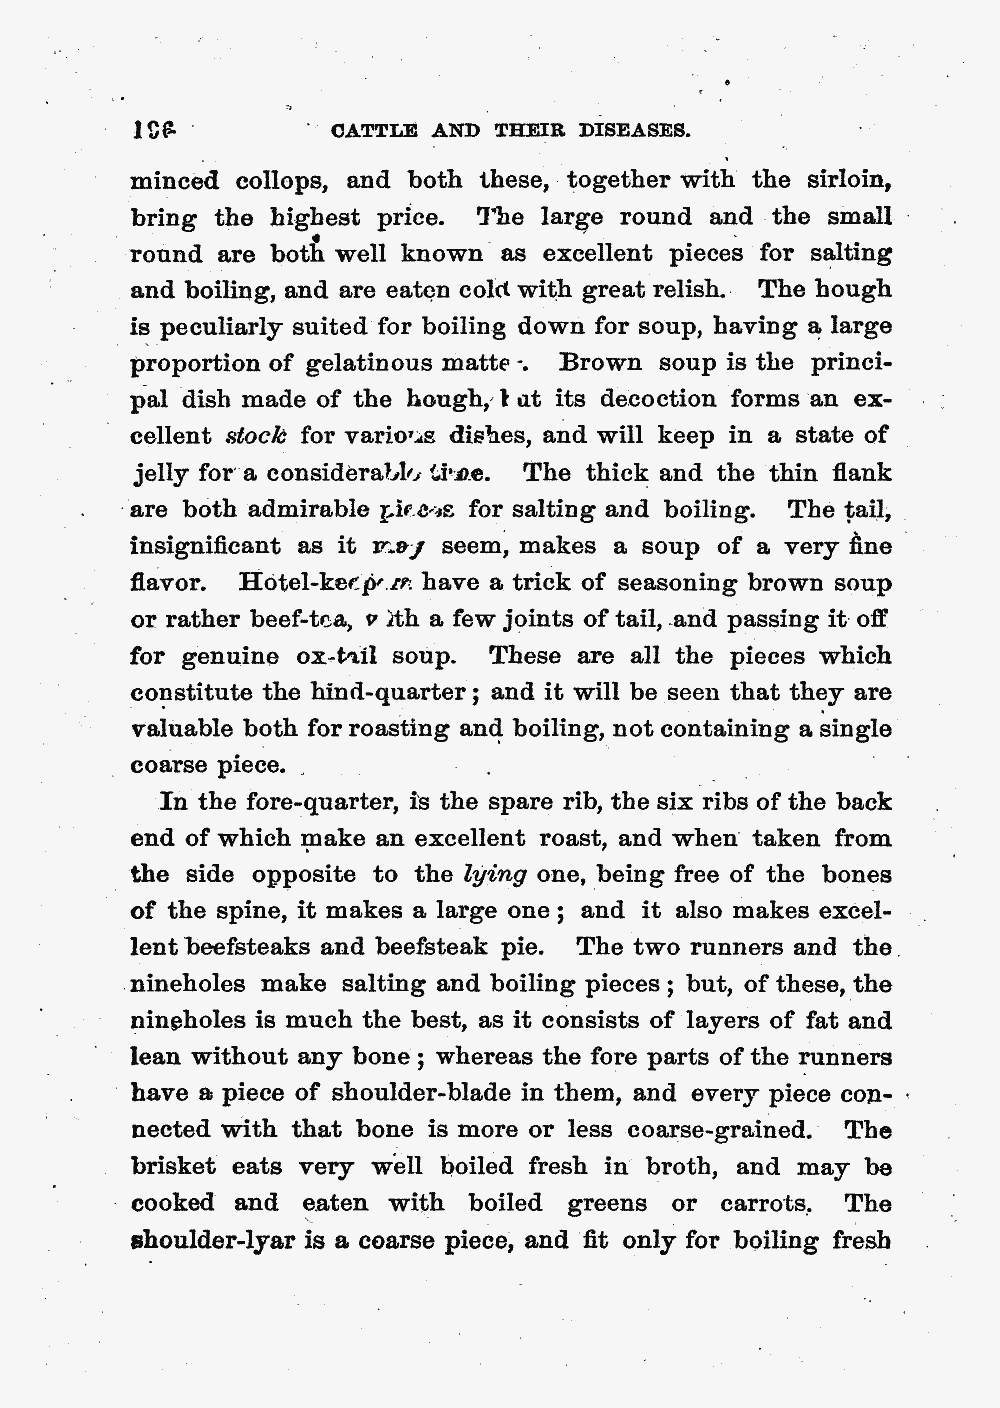 CATTLE AND THEIR DISEASES.
minced collops, and both these, together with the sirloin,
bring the highest price. The large round and the small
round are both well known as excellent pieces for salting
and boiling, and are eaten cold with great relish. The hough
is peculiarly suited for boiling down for soup, having a large
proportion of gelatinous matter. Brown soup is the princi-
pal dish made of the hough, but its decoction forms an ex-
cellent stock for various dishes, and will keep in a state of
jelly for a considerable time. The thick and the thin flank
are both admirable pieces for salting and boiling. The tail,
insignificant as it may seem, makes a soup of a very fine
flavor. Hotel-keepers have a trick of seasoning brown soup
or rather beef-tea, with a few joints of tail, and passing it off
for genuine ox-tail soup. These are all the pieces which
constitute the hind-quarter; and it will be seen that they are
valuable both for roasting and boiling, not containing a single
coarse piece.
In the fore-quarter, is the spare rib, the six ribs of the back
end of which make an excellent roast, and when taken from
the side opposite to the lying one, being free of the bones
of the spine, it makes a large one; and it also makes excel-
lent beefsteaks and beefsteak pie. The two runners and the
nineholes make salting and boiling pieces; but, of these, the
nineholes is much the best, as it consists of layers of fat and
lean without any bone; whereas the fore parts of the runners
have a piece of shoulder-blade in them, and every piece con-
nected with that bone is more or less coarse-grained. The
brisket eats very well boiled fresh in broth, and may be
cooked and eaten with boiled greens or carrots. The
shoulder-lyar is a coarse piece, and fit only for boiling fresh